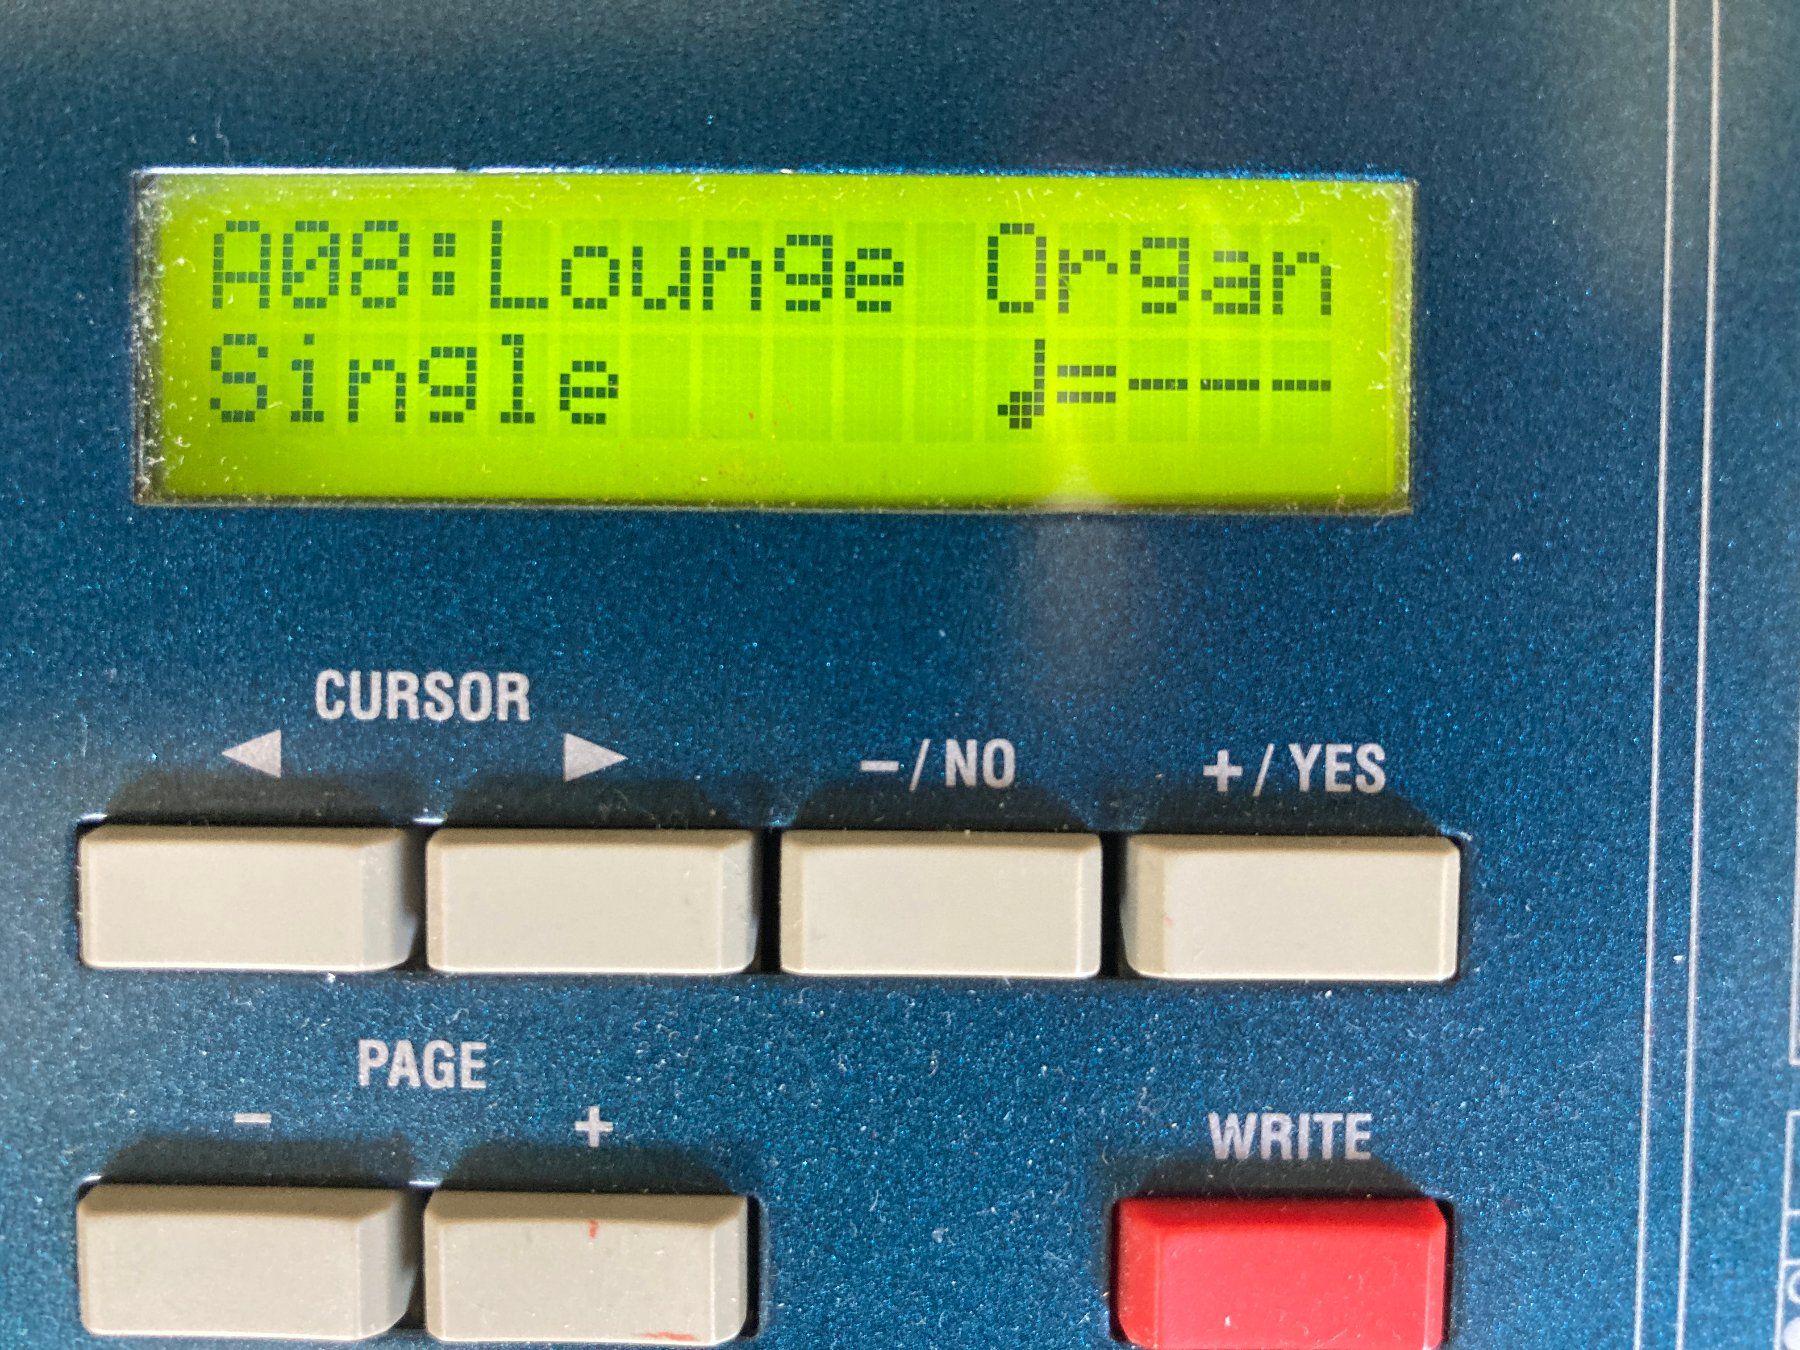 A08:Lounge Organ
Single ♩=---
CURSOR
◀ ▶
-/NO
+/YES
PAGE
- +
WRITE